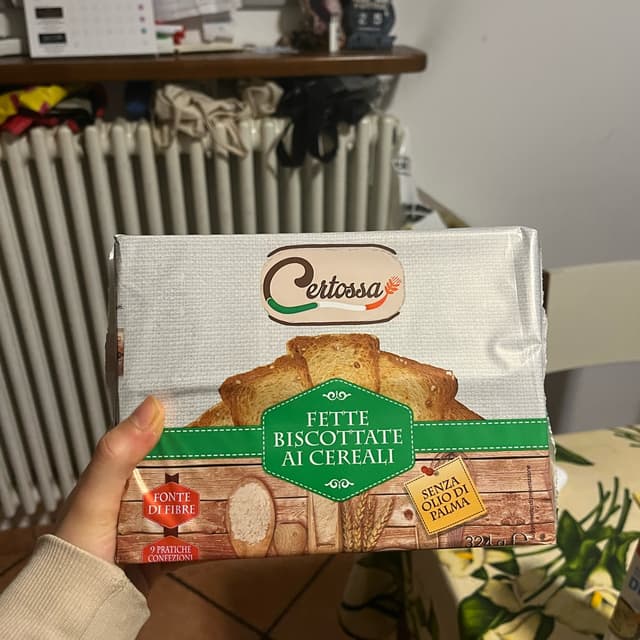 Certossa
FETTE
BISCOTTATE
AI CEREALI
SENZA
OLIO DI
PALMA
FONTE
DI FIBRE
9 PRATICHE
CONFEZIONI